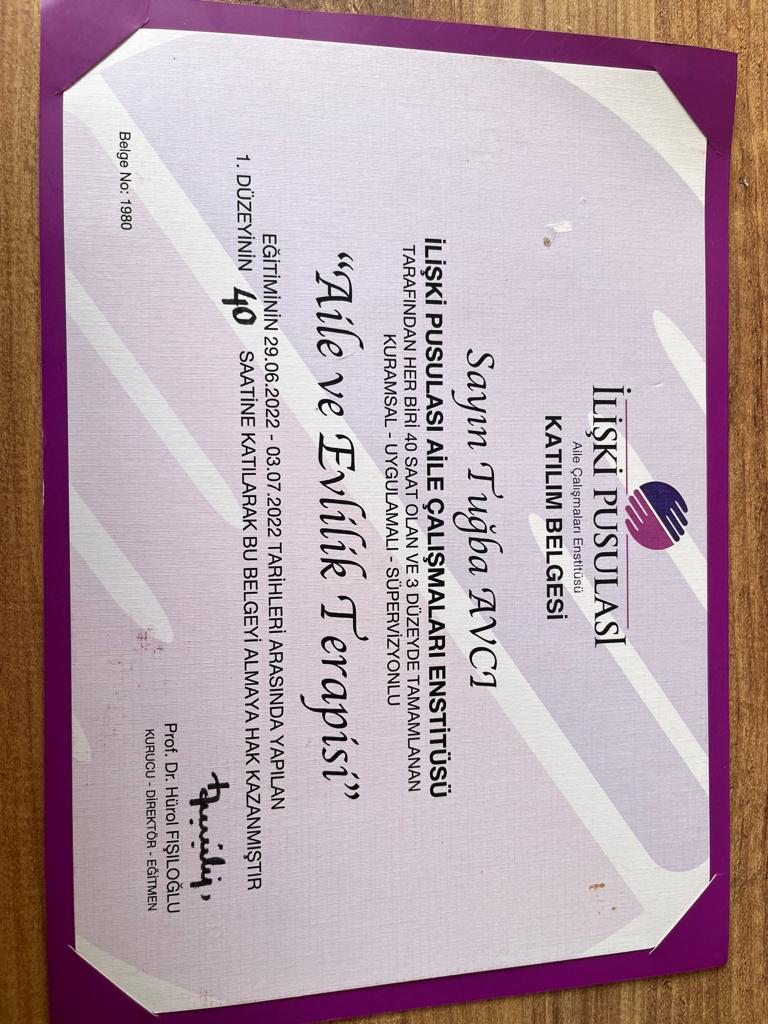 İLİŞKİ PUSULASI
Aile Çalışmaları Enstitüsü
KATILIM BELGESİ
Sayın Tuğba AVCI
İLİŞKİ PUSULASI AİLE ÇALIŞMALARI ENSTİTÜSÜ
TARAFINDAN HER BİRİ 40 SAAT OLAN VE 3 DÜZEYDE TAMAMLANAN
KURAMSAL - UYGULAMALI - SÜPERVİZYONLU
“Aile ve Evlilik Terapisi”
EĞİTİMİNİN 29.06.2022 - 03.07.2022 TARİHLERİ ARASINDA YAPILAN
1. DÜZEYİNİN 40 SAATİNE KATILARAK BU BELGEYİ ALMAYA HAK KAZANMIŞTIR
Prof. Dr. Hürol FIŞILOĞLU
KURUCU - DİREKTÖR - EĞİTMEN
Belge No: 1980